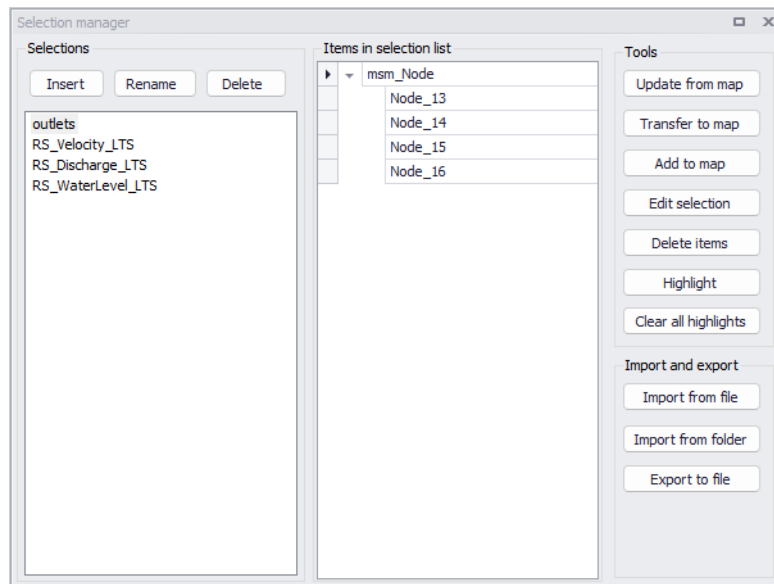 Selection manager
Selections
Insert
Rename
Delete
outlets
RS_Velocity_LTS
RS_Discharge_LTS
RS_WaterLevel_LTS
Items in selection list
msm_Node
Node_13
Node_14
Node_15
Node_16
Tools
Update from map
Transfer to map
Add to map
Edit selection
Delete items
Highlight
Clear all highlights
Import and export
Import from file
Import from folder
Export to file